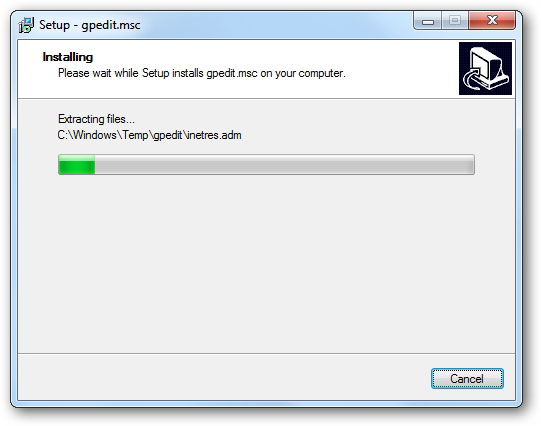 Setup - gpedit.msc
Installing
Please wait while Setup installs gpedit.msc on your computer.
Extracting files...
C:\Windows\Temp\gpedit\inetres.adm
Cancel